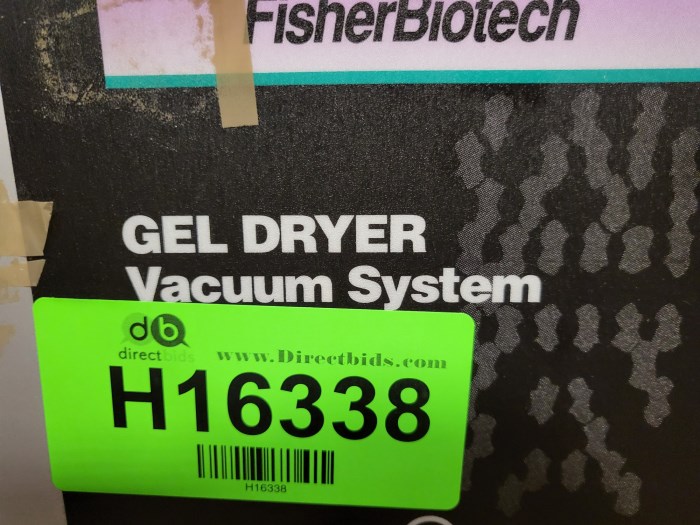 FisherBiotech
GEL DRYER
Vacuum System
db
directbids
www.Directbids.com
H16338
H16338